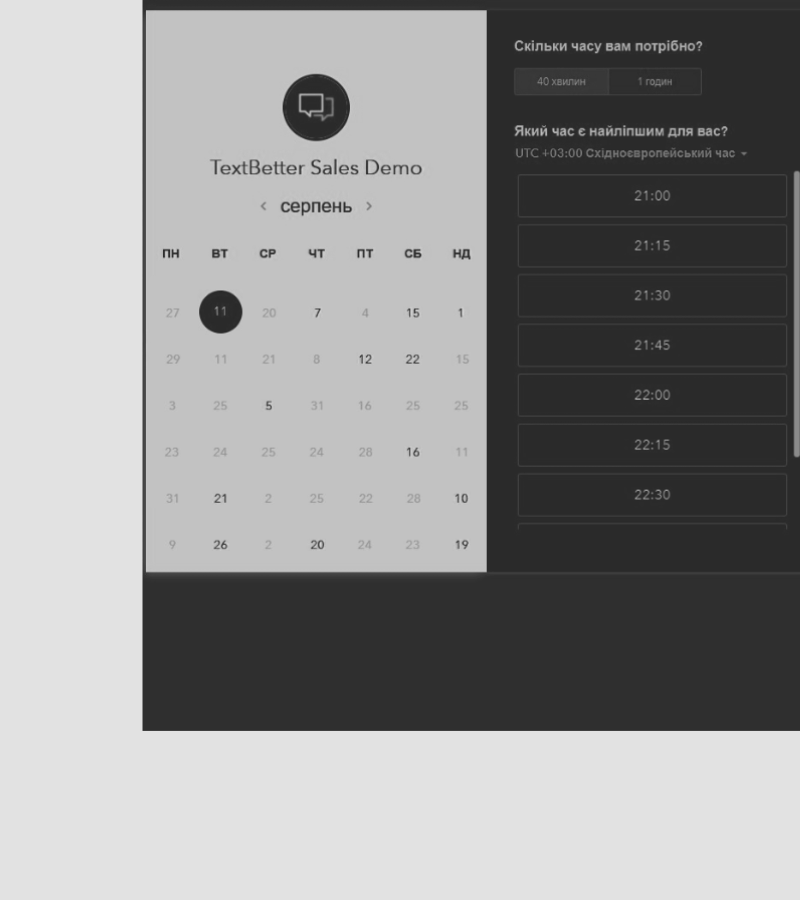 TextBetter Sales Demo
серпень
ПН ВТ СР ЧТ ПТ СБ НД
27 11 20 7 4 15 1
29 11 21 8 12 22 15
3 25 5 31 16 25 25
23 24 25 24 28 16 11
31 21 2 25 22 28 10
9 26 2 20 24 23 19
Скільки часу вам потрібно?
40 хвилин 1 годин
Який час є найліпшим для вас?
UTC +03:00 Східноєвропейський час
21:00
21:15
21:30
21:45
22:00
22:15
22:30